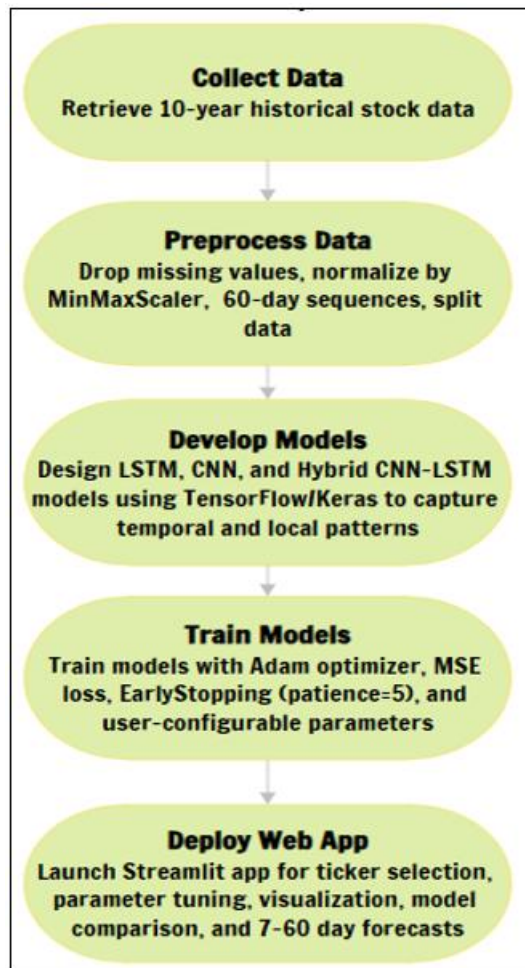 Collect Data
Retrieve 10-year historical stock data
Preprocess Data
Drop missing values, normalize by
MinMaxScaler, 60-day sequences, split
data
Develop Models
Design LSTM, CNN, and Hybrid CNN-LSTM
models using TensorFlow/Keras to capture
temporal and local patterns
Train Models
Train models with Adam optimizer, MSE
loss, EarlyStopping (patience=5), and
user-configurable parameters
Deploy Web App
Launch Streamlit app for ticker selection,
parameter tuning, visualization, model
comparison, and 7-60 day forecasts